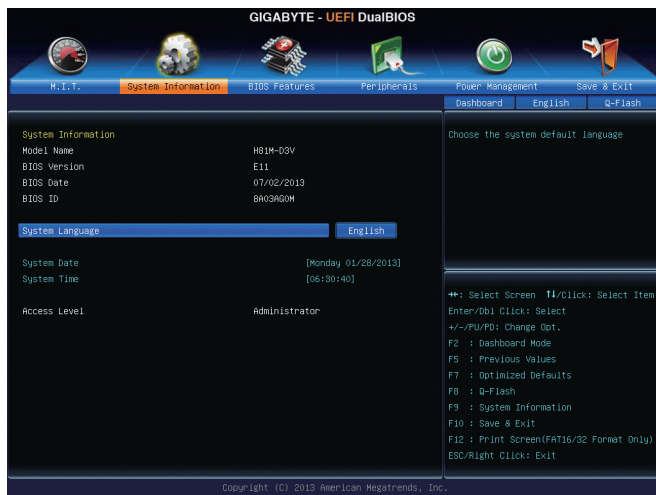 GIGABYTE - UEFI DualBIOS
M.I.T. System Information BIOS Features Peripherals Power Management Save & Exit
Dashboard English Q-Flash
System Information
Model Name H81M-D3V
BIOS Version E11
BIOS Date 07/02/2013
BIOS ID 8A03AG0M
System Language English
System Date [Monday 01/28/2013]
System Time [06:30:40]
Access Level Administrator
Choose the system default language
→←: Select Screen ↑↓/Click: Select Item
Enter/Dbl Click: Select
+/-/PU/PD: Change Opt.
F2 : Dashboard Mode
F5 : Previous Values
F7 : Optimized Defaults
F8 : Q-Flash
F9 : System Information
F10 : Save & Exit
F12 : Print Screen(FAT16/32 Format Only)
ESC/Right Click: Exit
Copyright (C) 2013 American Megatrends, Inc.